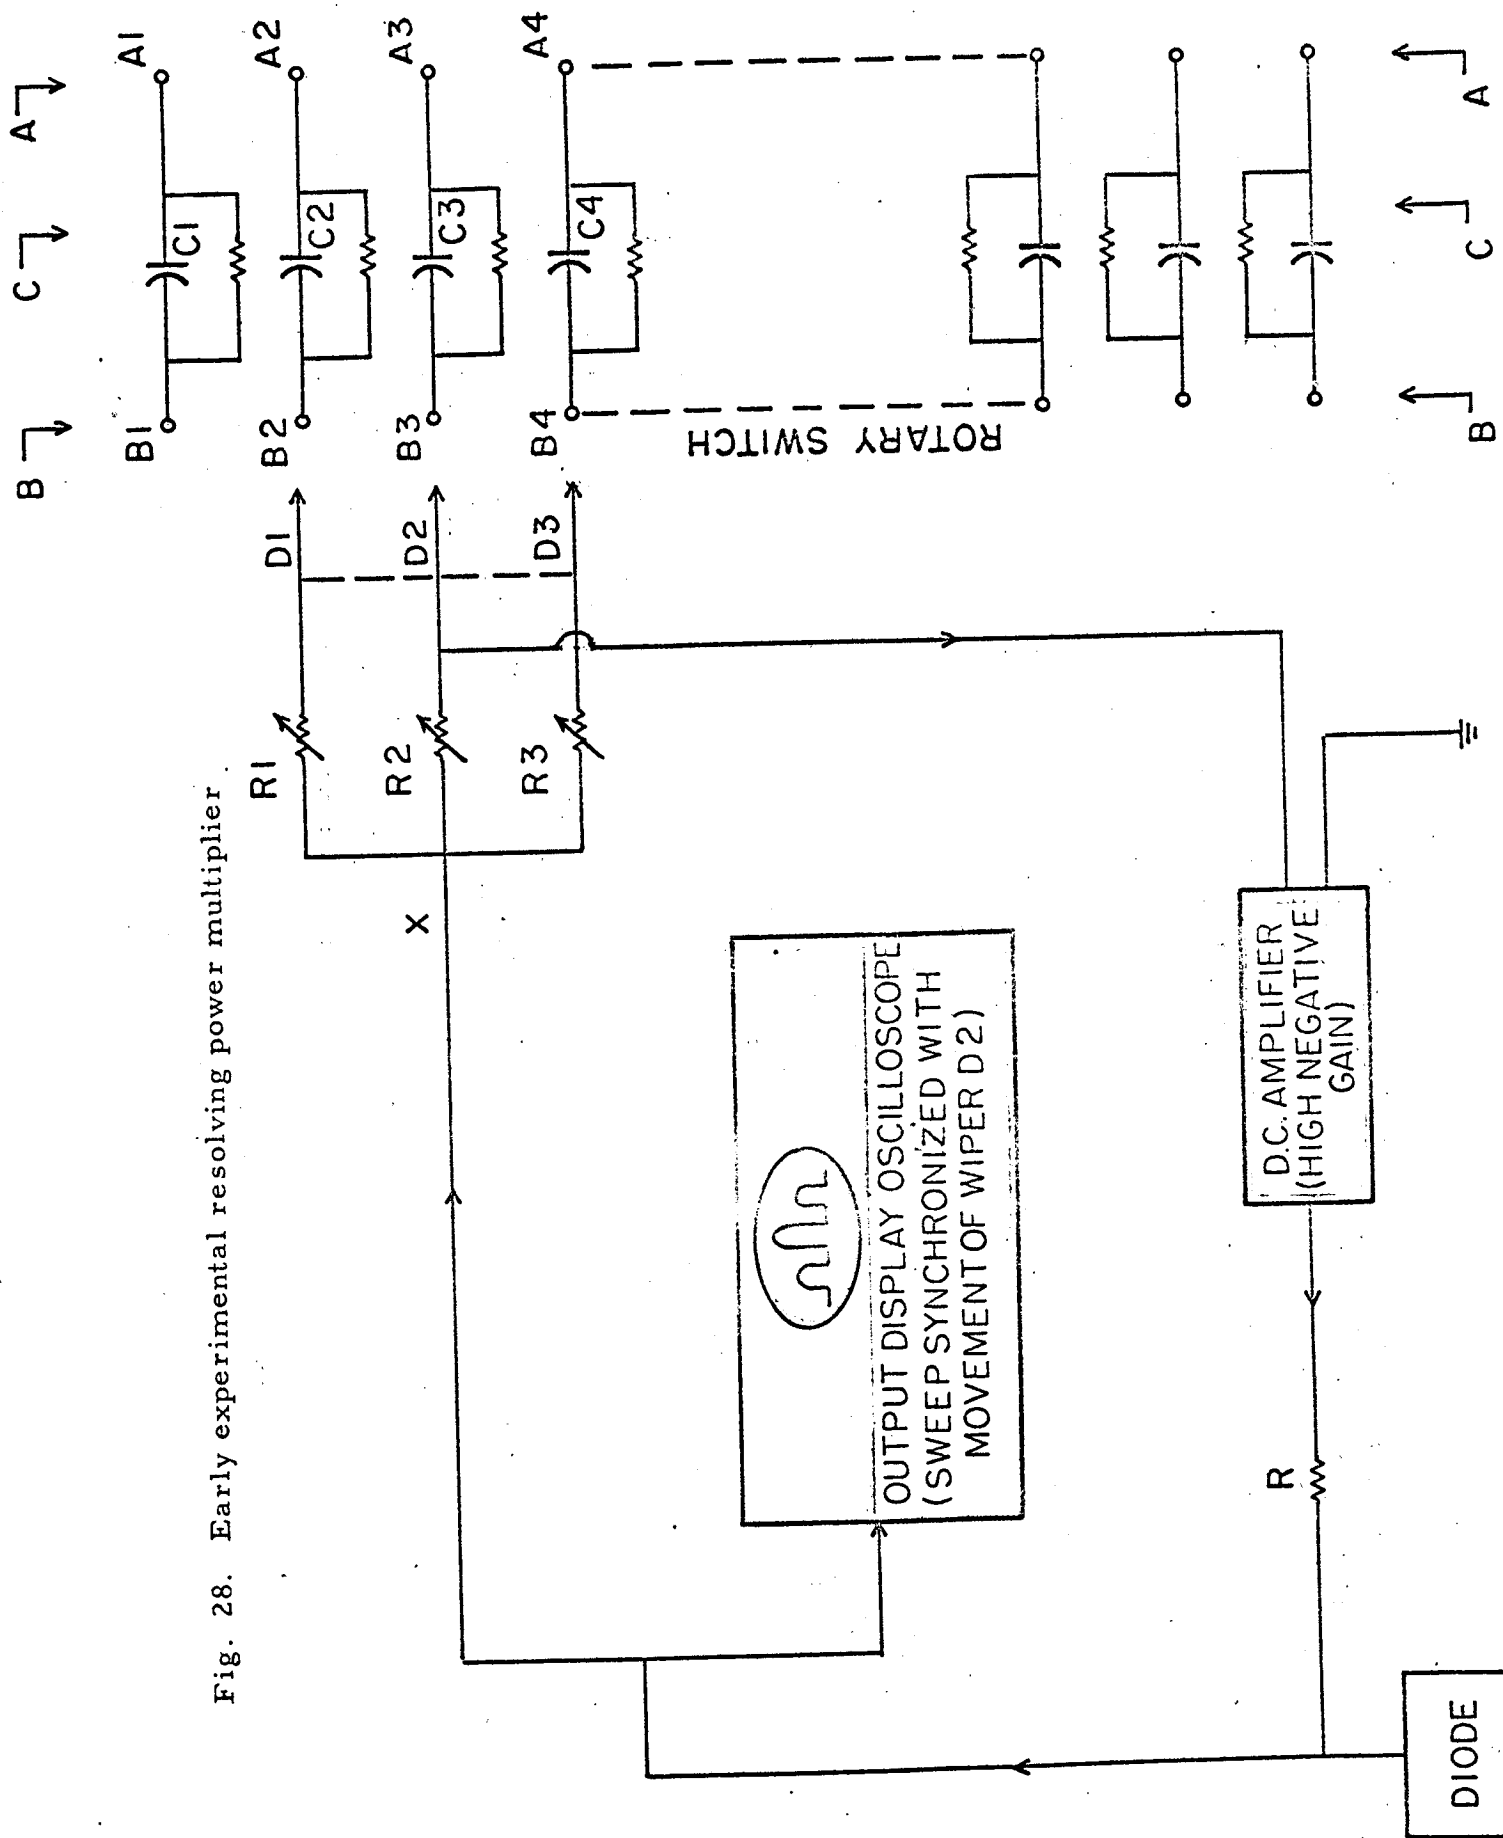 Fig. 28. Early experimental resolving power multiplier
A
C
B
A1
A2
A3
A4
C1
C2
C3
C4
B1
B2
B3
B4
ROTARY SWITCH
A
C
B
D1
D2
D3
R1
R2
R3
X
OUTPUT DISPLAY OSCILLOSCOPE
(SWEEP SYNCHRONIZED WITH
MOVEMENT OF WIPER D2)
D.C. AMPLIFIER
(HIGH NEGATIVE
GAIN)
R
DIODE